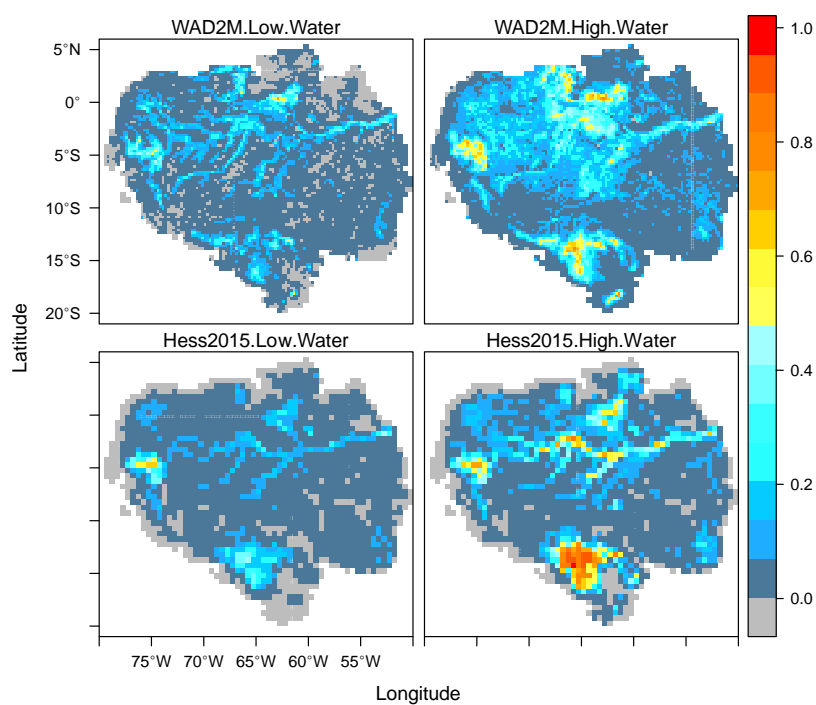 WAD2M.Low.Water
WAD2M.High.Water
5°N
0°
5°S
10°S
15°S
20°S
Latitude
Hess2015.Low.Water
Hess2015.High.Water
75°W 70°W 65°W 60°W 55°W
Longitude
1.0
0.8
0.6
0.4
0.2
0.0